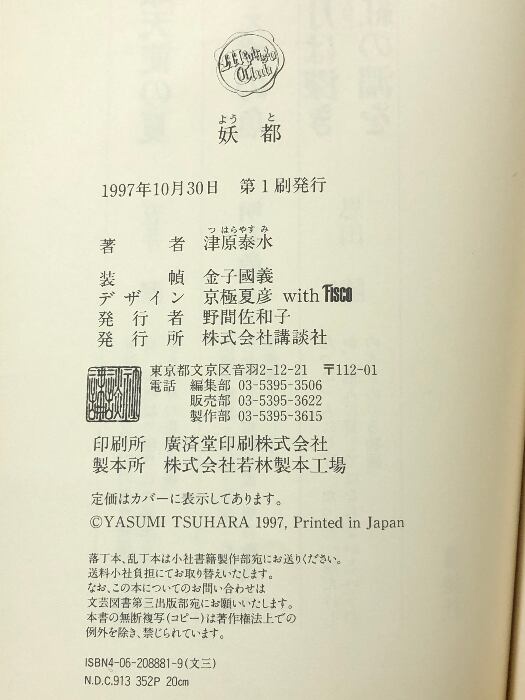 よう と
妖 都
1997年10月30日 第1刷発行
つ はらやす み
著者 津原泰水
装幀 金子國義
デザイン 京極夏彦 with FISCO
発行者 野間佐和子
発行所 株式会社講談社
東京都文京区音羽2-12-21 〒112-01
電話 編集部 03-5395-3506
販売部 03-5395-3622
製作部 03-5395-3615
印刷所 廣済堂印刷株式会社
製本所 株式会社若林製本工場
定価はカバーに表示してあります。
©YASUMI TSUHARA 1997, Printed in Japan
落丁本、乱丁本は小社書籍製作部宛にお送りください。
送料小社負担にてお取り替えいたします。
なお、この本についてのお問い合わせは
文芸図書第三出版部宛にお願いいたします。
本書の無断複写(コピー)は著作権法上での
例外を除き、禁じられています。
ISBN4-06-208881-9(文三)
N.D.C.913 352P 20cm